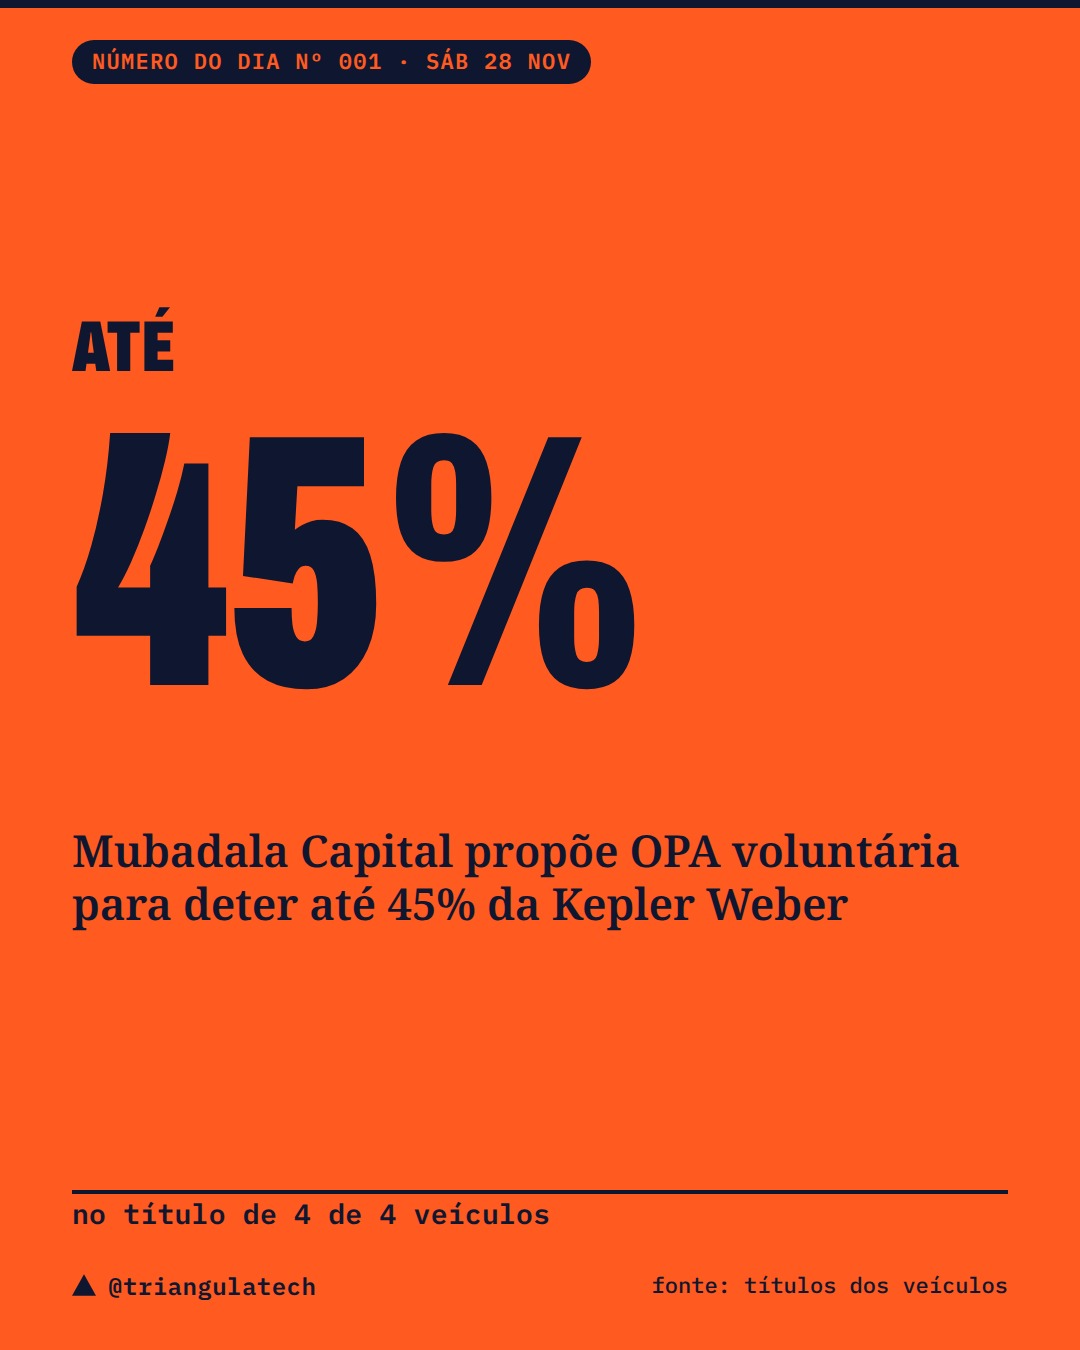 NÚMERO DO DIA Nº 001 · SÁB 28 NOV
ATÉ
45%
Mubadala Capital propõe OPA voluntária
para deter até 45% da Kepler Weber
no título de 4 de 4 veículos
@triangulatech
fonte: títulos dos veículos